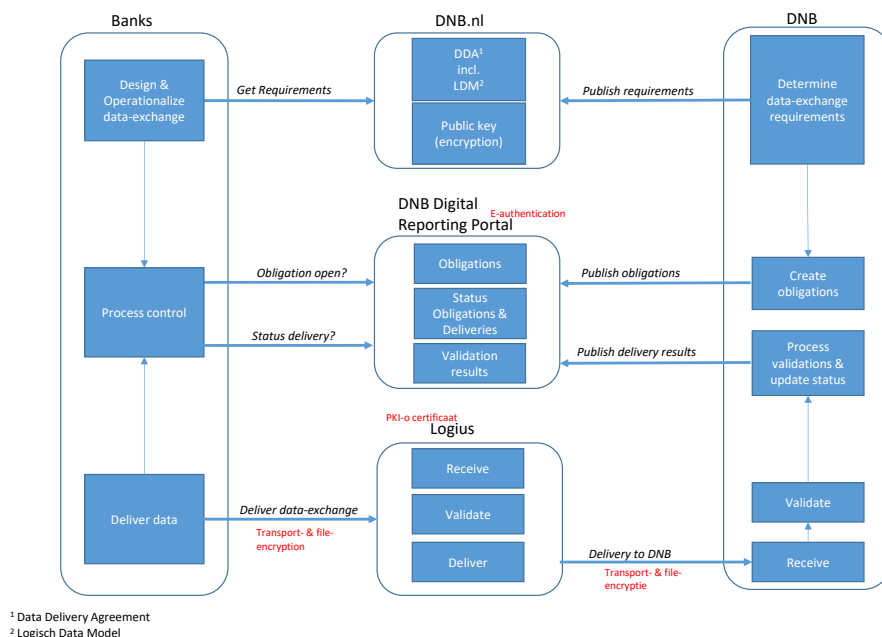 Banks
DNB.nl
DNB
Design &
Operationalize
data-exchange
Get Requirements
DDA1
incl.
LDM2
Public key
(encryption)
Publish requirements
Determine
data-exchange
requirements
DNB Digital
Reporting Portal
E-authentication
Process control
Obligation open?
Status delivery?
Obligations
Status
Obligations &
Deliveries
Validation
results
Publish obligations
Create
obligations
Publish delivery results
Process
validations &
update status
PKI-o certificaat
Logius
Deliver data
Deliver data-exchange
Transport- & file-
encryption
Receive
Validate
Deliver
Delivery to DNB
Transport- & file-
encryptie
Validate
Receive
1 Data Delivery Agreement
2 Logisch Data Model